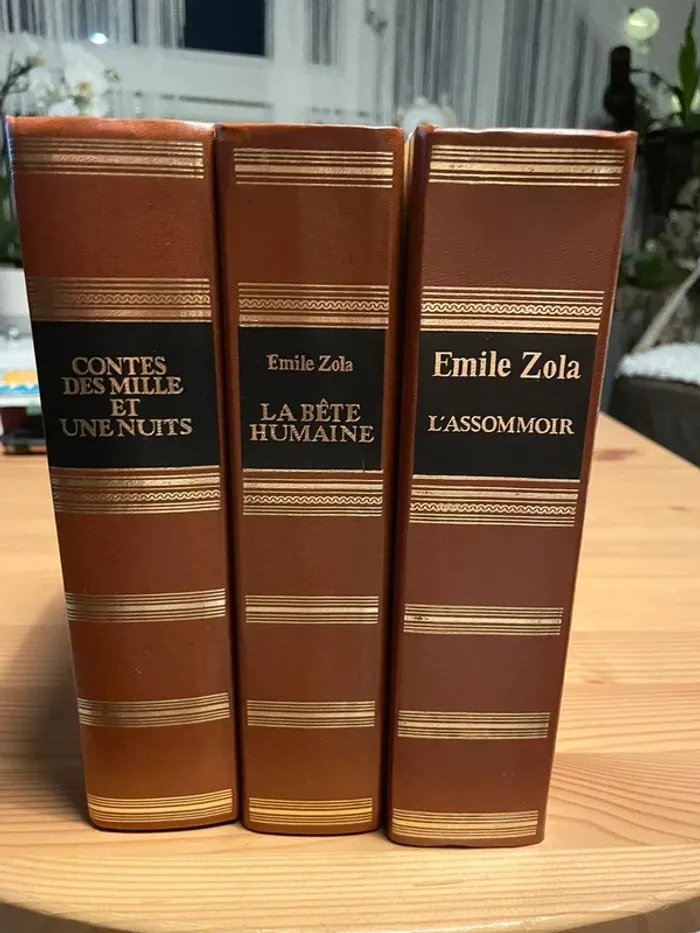 CONTES
DES MILLE
ET
UNE NUITS
Emile Zola
LA BÊTE
HUMAINE
Emile Zola
L'ASSOMMOIR